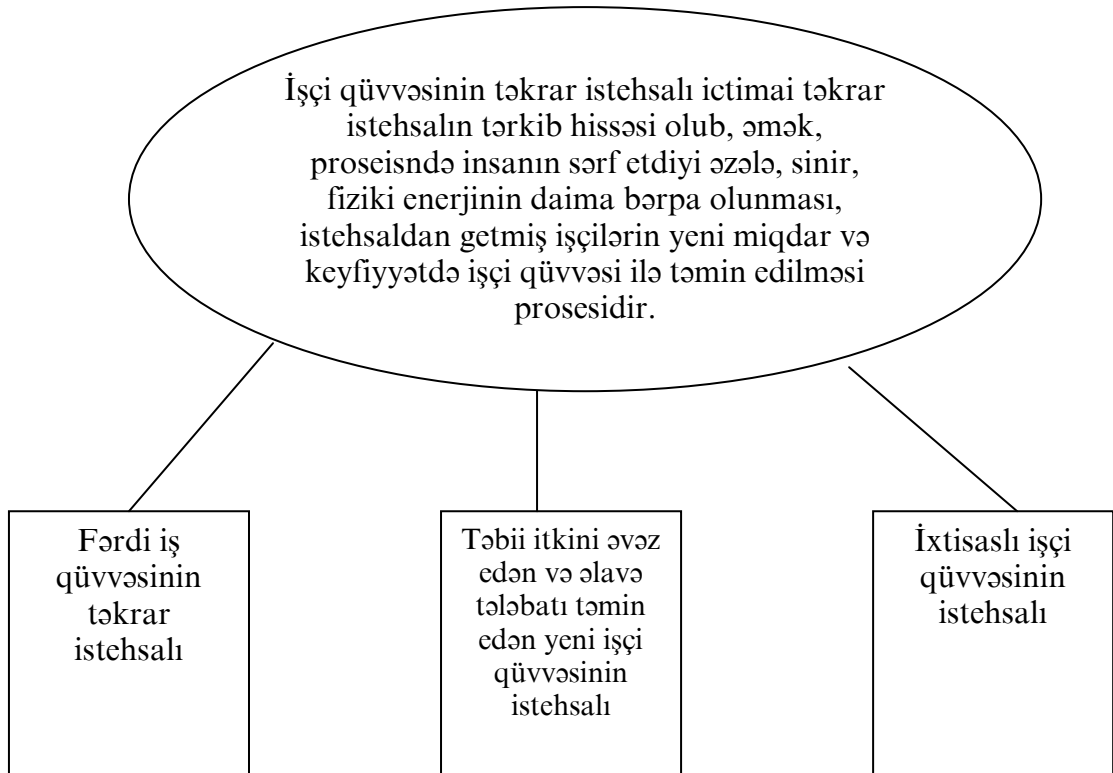 İşçi qüvvəsinin təkrar istehsalı ictimai təkrar
istehsalın tərkib hissəsi olub, əmək,
proseisndə insanın sərf etdiyi əzələ, sinir,
fiziki enerjinin daima bərpa olunması,
istehsaldan getmiş işçilərin yeni miqdar və
keyfiyyətdə işçi qüvvəsi ilə təmin edilməsi
prosesidir.
Fərdi iş
qüvvəsinin
təkrar
istehsalı
Təbii itkini əvəz
edən və əlavə
tələbatı təmin
edən yeni işçi
qüvvəsinin
istehsalı
İxtisaslı işçi
qüvvəsinin
istehsalı